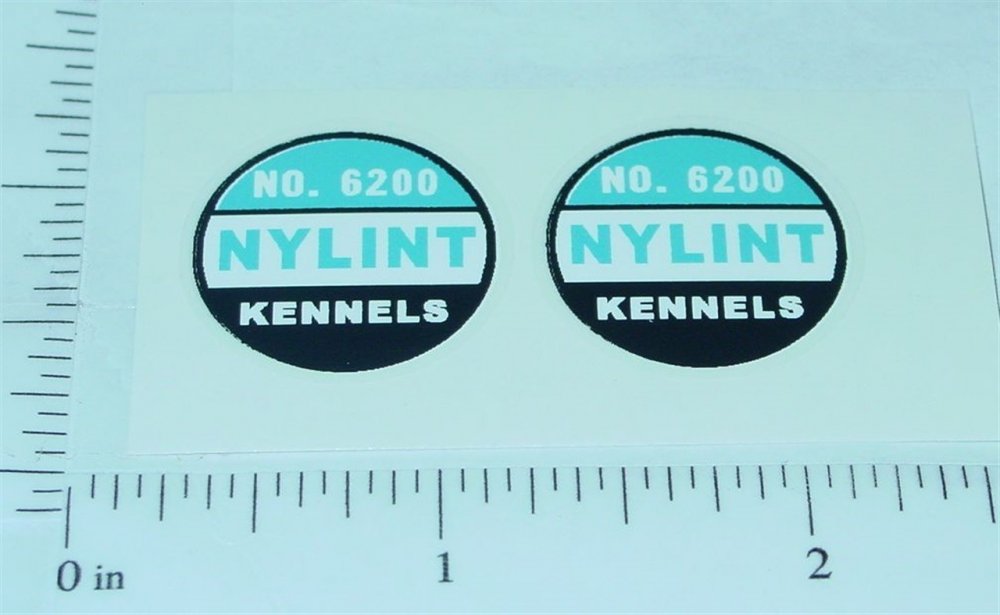 NO. 6200
NYLINT
KENNELS
NO. 6200
NYLINT
KENNELS
0 in 1 2